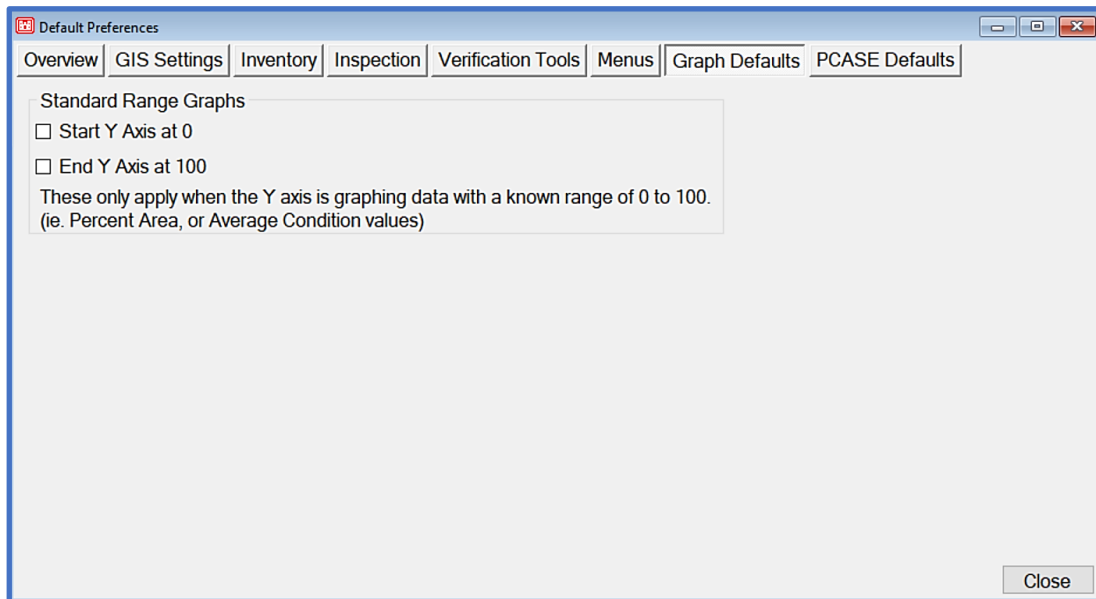 Default Preferences
Overview GIS Settings Inventory Inspection Verification Tools Menus Graph Defaults PCASE Defaults
Standard Range Graphs
Start Y Axis at 0
End Y Axis at 100
These only apply when the Y axis is graphing data with a known range of 0 to 100.
(ie. Percent Area, or Average Condition values)
Close